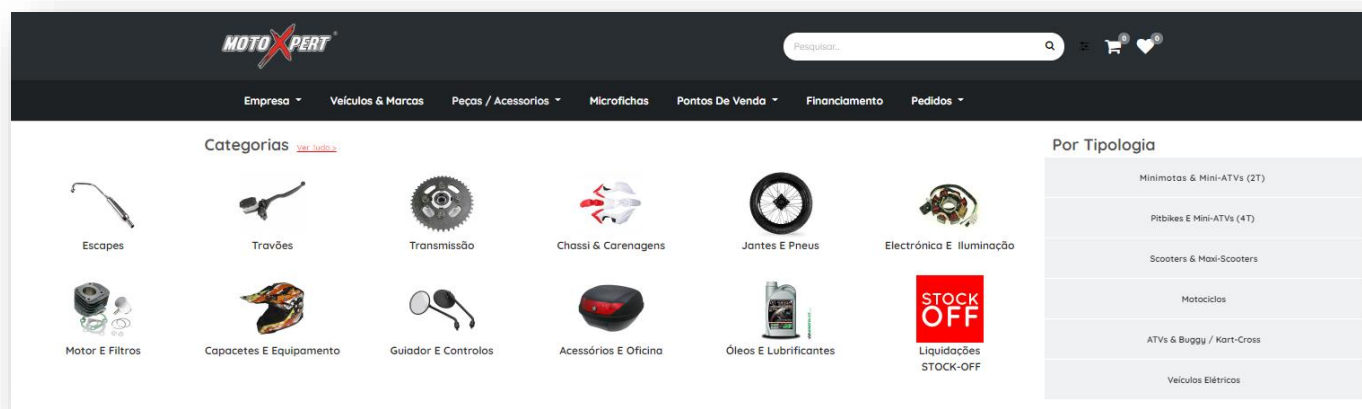 MOTOXPERT®
Pesquisar..
0 0
Empresa Veículos & Marcas Peças / Acessorios Microfichas Pontos De Venda Financiamento Pedidos
Categorias Ver tudo »
Escapes
Travões
Transmissão
Chassi & Carenagens
Jantes E Pneus
Electrónica E Iluminação
STOCK
OFF
Motor E Filtros
Capacetes E Equipamento
Guiador E Controlos
Acessórios E Oficina
Óleos E Lubrificantes
Liquidações
STOCK-OFF
Por Tipologia
Minimotas & Mini-ATVs (2T)
Pitbikes E Mini-ATVs (4T)
Scooters & Maxi-Scooters
Motociclos
ATVs & Buggy / Kart-Cross
Veículos Elétricos